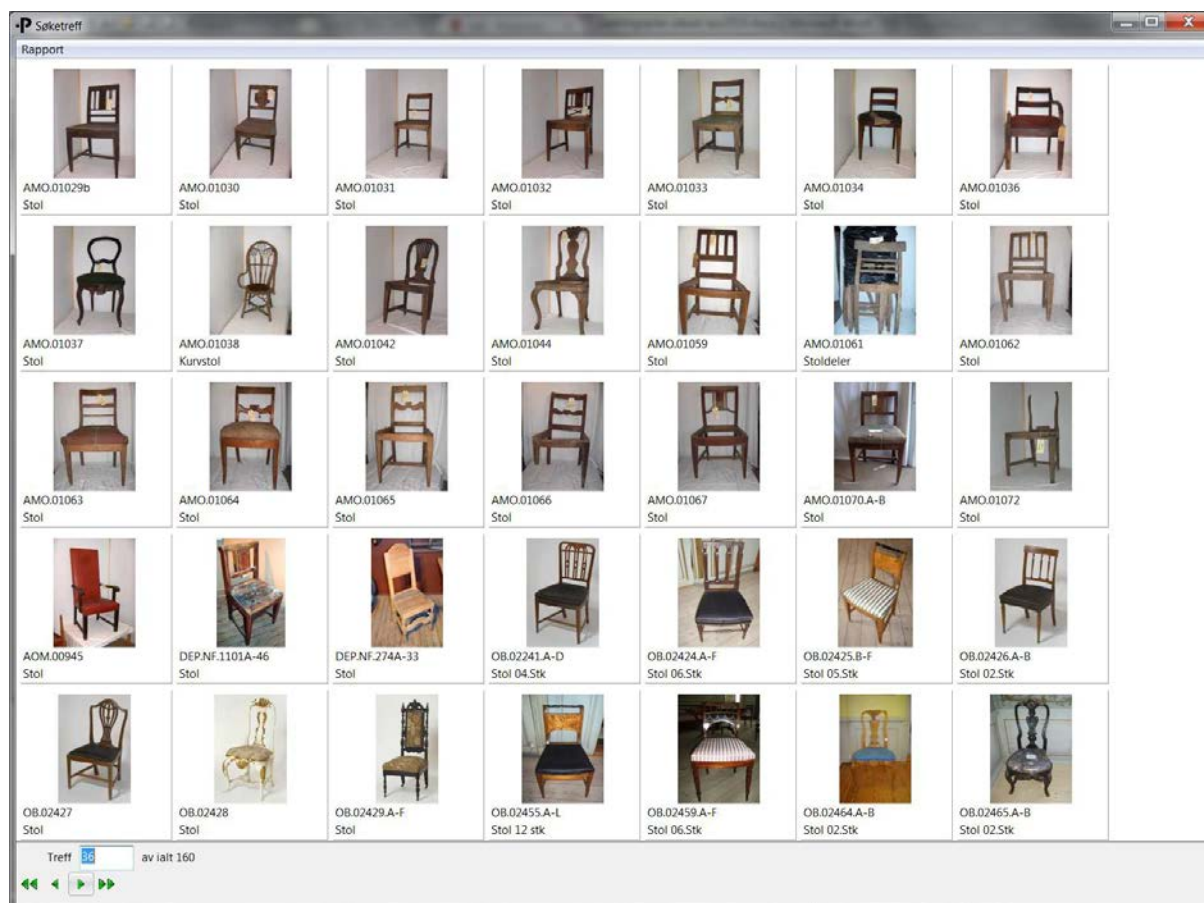 Søketreff
Rapport
AMO.01029b AMO.01030 AMO.01031 AMO.01032 AMO.01033 AMO.01034 AMO.01036
Stol Stol Stol Stol Stol Stol Stol
AMO.01037 AMO.01038 AMO.01042 AMO.01044 AMO.01059 AMO.01061 AMO.01062
Stol Kurvstol Stol Stol Stol Stoldeler Stol
AMO.01063 AMO.01064 AMO.01065 AMO.01066 AMO.01067 AMO.01070.A-B AMO.01072
Stol Stol Stol Stol Stol Stol Stol
AOM.00945 DEP.NF.1101A-46 DEP.NF.274A-33 OB.02241.A-D OB.02424.A-F OB.02425.B-F OB.02426.A-B
Stol Stol Stol Stol 04.Stk Stol 06.Stk Stol 05.Stk Stol 02.Stk
OB.02427 OB.02428 OB.02429.A-F OB.02455.A-L OB.02459.A-F OB.02464.A-B OB.02465.A-B
Stol Stol Stol Stol 12 stk Stol 06.Stk Stol 02.Stk Stol 02.Stk
Treff 36 av ialt 160